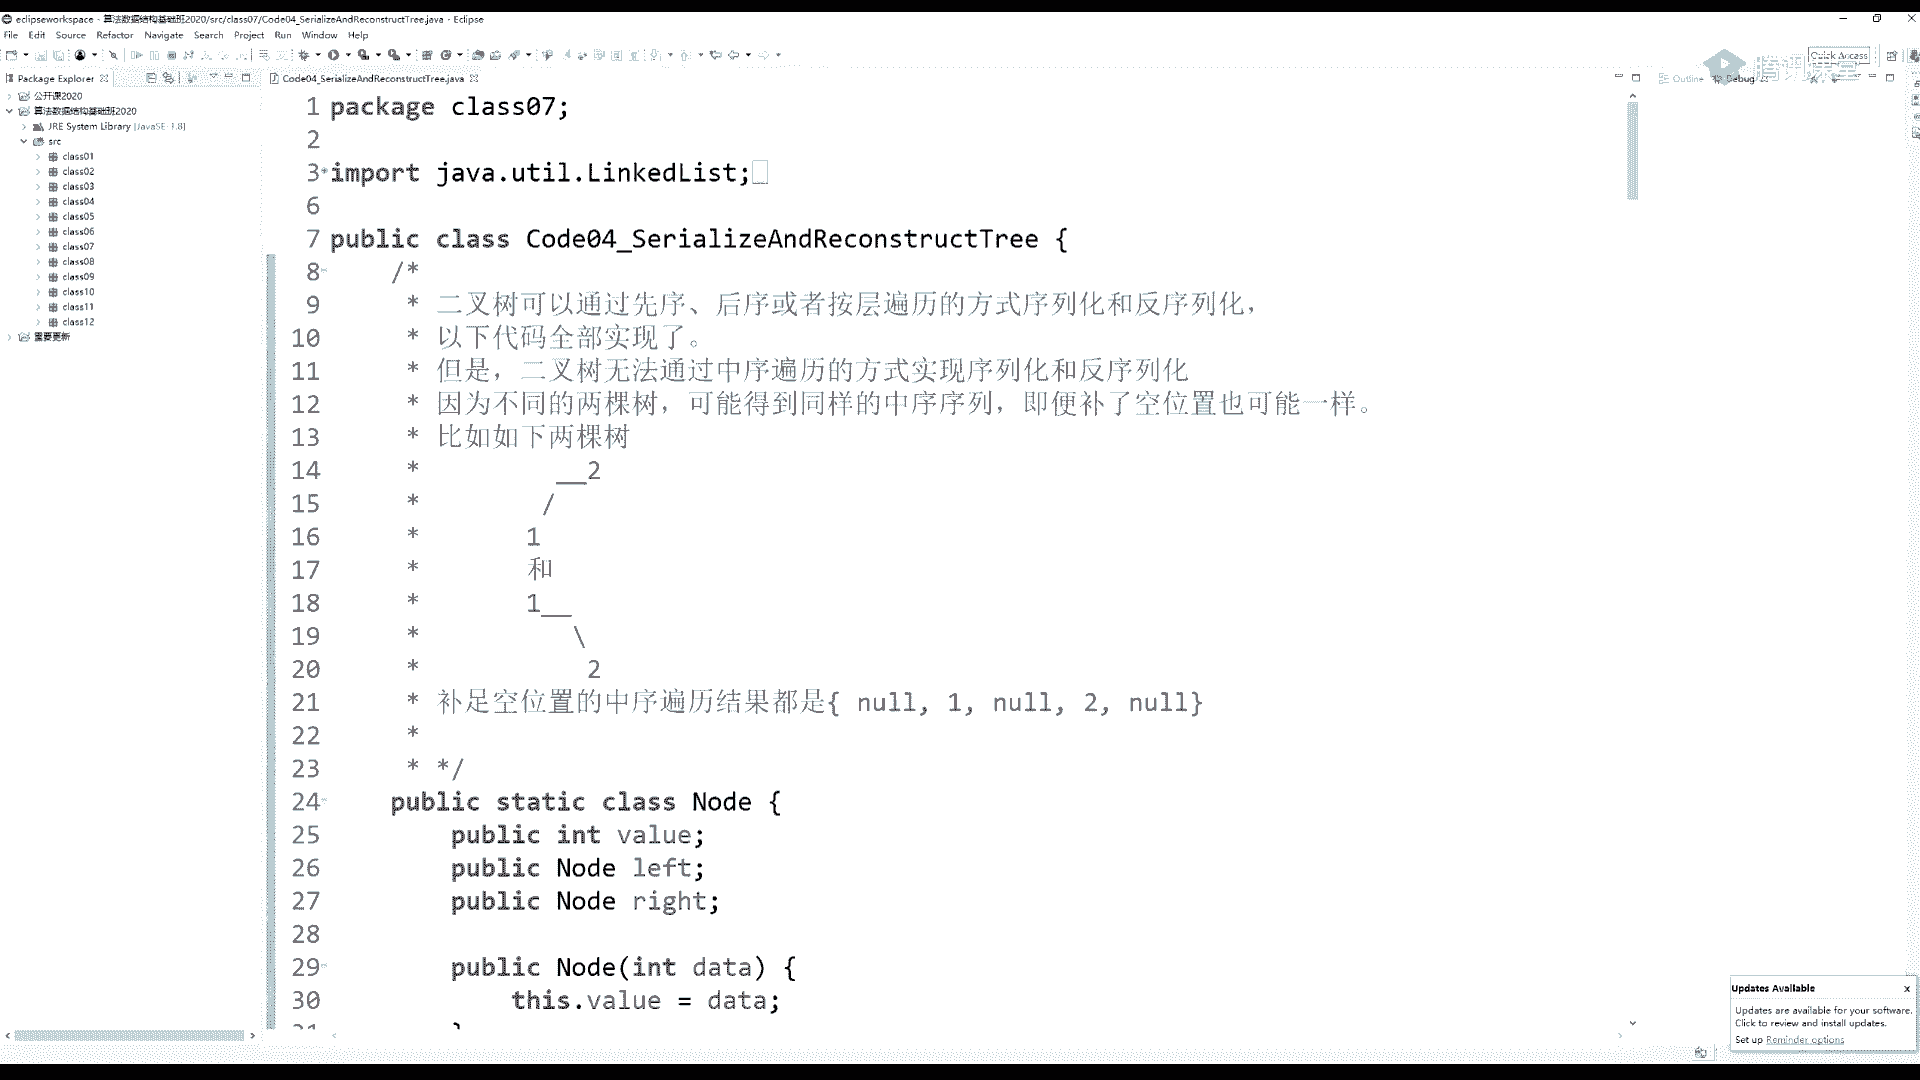 eclipseworkspace - 算法数据结构基础班2020/src/class07/Code04_SerializeAndReconstructTree.java - Eclipse
File Edit Source Refactor Navigate Search Project Run Window Help
Quick Access
腾讯课堂
Package Explorer
Code04_SerializeAndReconstructTree.java
Outline
Debug
公开课2020
算法数据结构基础班2020
JRE System Library [JavaSE-1.8]
src
class01
class02
class03
class04
class05
class06
class07
class08
class09
class10
class11
class12
重要更新
1 package class07;
2
3 import java.util.LinkedList;
6
7 public class Code04_SerializeAndReconstructTree {
8 /*
9 * 二叉树可以通过先序、后序或者按层遍历的方式序列化和反序列化，
10 * 以下代码全部实现了。
11 * 但是，二叉树无法通过中序遍历的方式实现序列化和反序列化
12 * 因为不同的两棵树，可能得到同样的中序序列，即便补了空位置也可能一样。
13 * 比如如下两棵树
14 * __2
15 * /
16 * 1
17 * 和
18 * 1__
19 * \
20 * 2
21 * 补足空位置的中序遍历结果都是{ null, 1, null, 2, null}
22 *
23 * */
24 public static class Node {
25 public int value;
26 public Node left;
27 public Node right;
28
29 public Node(int data) {
30 this.value = data;
31 }
Updates Available
Updates are available for your software.
Click to review and install updates.
Set up Reminder options